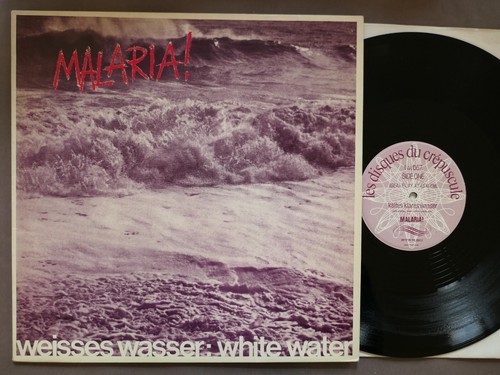 MALARIA!
weisses wasser: white water
les disques du crépuscule
SIDE ONE
kaltes klares wasser
MALARIA!